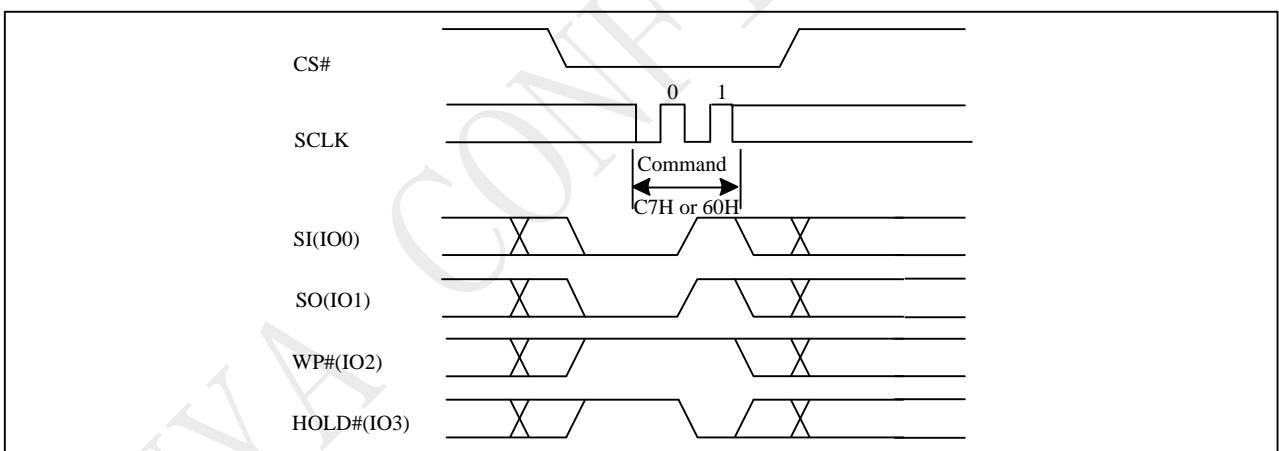 CS#
0 1
SCLK
Command
C7H or 60H
SI(IO0)
SO(IO1)
WP#(IO2)
HOLD#(IO3)